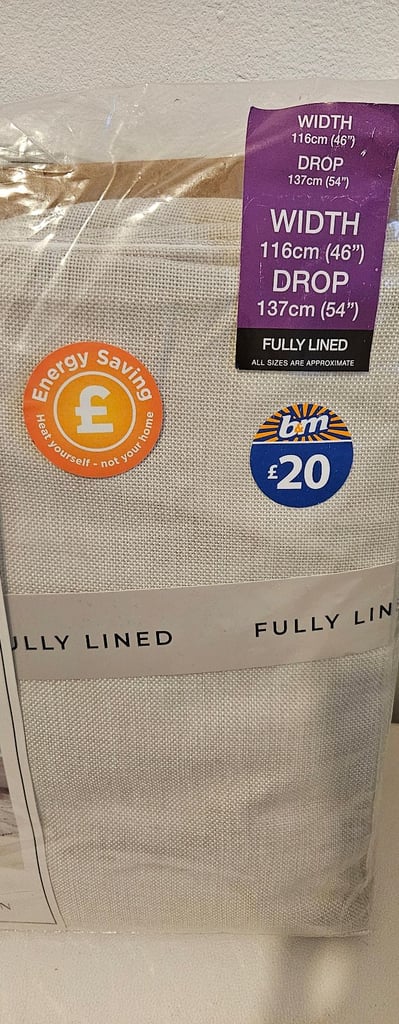 WIDTH
116cm (46")
DROP
137cm (54")
WIDTH
116cm (46")
DROP
137cm (54")
FULLY LINED
ALL SIZES ARE APPROXIMATE
Energy Saving
£
Heat yourself - not your home
b&m
£20
ULLY LINED
FULLY LIN
N